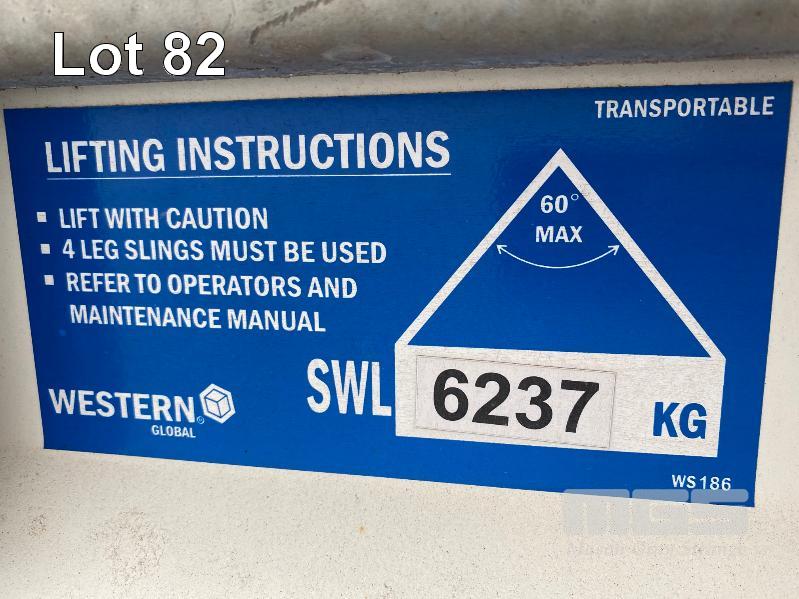 Lot 82
TRANSPORTABLE
LIFTING INSTRUCTIONS
▪ LIFT WITH CAUTION
▪ 4 LEG SLINGS MUST BE USED
▪ REFER TO OPERATORS AND
MAINTENANCE MANUAL
60°
MAX
SWL 6237 KG
WESTERN®
GLOBAL
WS186
MGS